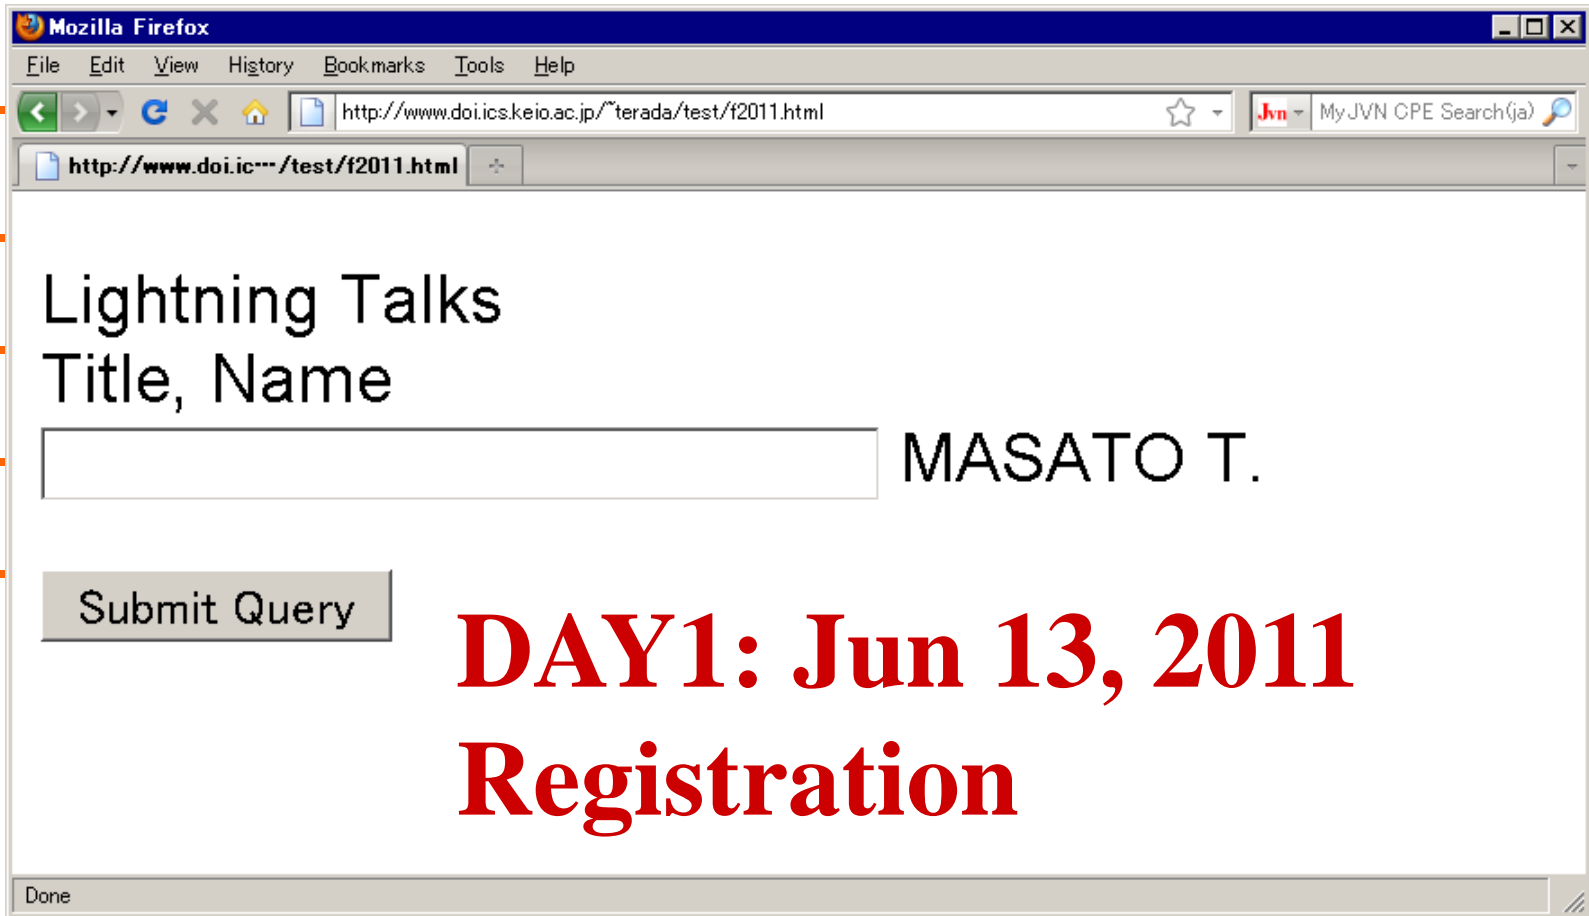 Mozilla Firefox
File Edit View History Bookmarks Tools Help
http://www.doi.ics.keio.ac.jp/~terada/test/f2011.html Jvn MyJVN CPE Search(ja)
http://www.doi.ic…/test/f2011.html
Lightning Talks
Title, Name
MASATO T.
Submit Query
DAY1: Jun 13, 2011
Registration
Done